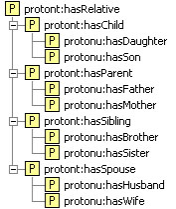 P protont:hasRelative
P protont:hasChild
P protonu:hasDaughter
P protonu:hasSon
P protont:hasParent
P protonu:hasFather
P protonu:hasMother
P protont:hasSibling
P protonu:hasBrother
P protonu:hasSister
P protont:hasSpouse
P protonu:hasHusband
P protonu:hasWife